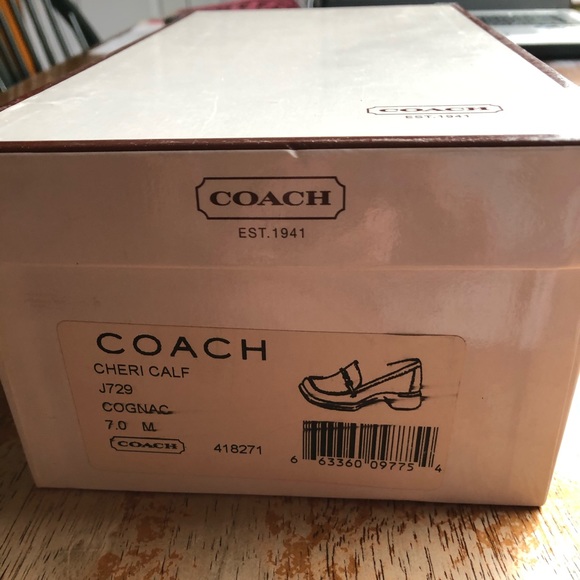 COACH
EST.1941
COACH
EST.1941
COACH
CHERI CALF
J729
COGNAC
7.0 M
COACH
418271
6 63360 09775 4